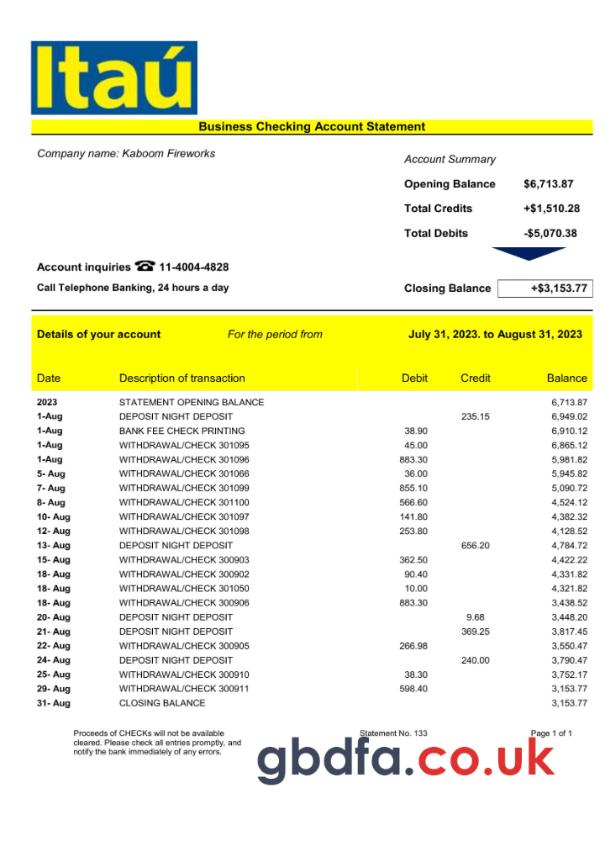 Itaú
Business Checking Account Statement
Company name: Kaboom Fireworks
Account Summary
Opening Balance $6,713.87
Total Credits +$1,510.28
Total Debits -$5,070.38
Account inquiries ☎ 11-4004-4828
Call Telephone Banking, 24 hours a day
Closing Balance +$3,153.77
Details of your account For the period from July 31, 2023. to August 31, 2023
Date Description of transaction Debit Credit Balance
2023 STATEMENT OPENING BALANCE 6,713.87
1-Aug DEPOSIT NIGHT DEPOSIT 235.15 6,949.02
1-Aug BANK FEE CHECK PRINTING 38.90 6,910.12
1-Aug WITHDRAWAL/CHECK 301095 45.00 6,865.12
1-Aug WITHDRAWAL/CHECK 301096 883.30 5,981.82
5- Aug WITHDRAWAL/CHECK 301066 36.00 5,945.82
7- Aug WITHDRAWAL/CHECK 301099 855.10 5,090.72
8- Aug WITHDRAWAL/CHECK 301100 566.60 4,524.12
10- Aug WITHDRAWAL/CHECK 301097 141.80 4,382.32
12- Aug WITHDRAWAL/CHECK 301098 253.80 4,128.52
13- Aug DEPOSIT NIGHT DEPOSIT 656.20 4,784.72
15- Aug WITHDRAWAL/CHECK 300903 362.50 4,422.22
18- Aug WITHDRAWAL/CHECK 300902 90.40 4,331.82
18- Aug WITHDRAWAL/CHECK 301050 10.00 4,321.82
18- Aug WITHDRAWAL/CHECK 300906 883.30 3,438.52
20- Aug DEPOSIT NIGHT DEPOSIT 9.68 3,448.20
21- Aug DEPOSIT NIGHT DEPOSIT 369.25 3,817.45
22- Aug WITHDRAWAL/CHECK 300905 266.98 3,550.47
24- Aug DEPOSIT NIGHT DEPOSIT 240.00 3,790.47
25- Aug WITHDRAWAL/CHECK 300910 38.30 3,752.17
29- Aug WITHDRAWAL/CHECK 300911 598.40 3,153.77
31- Aug CLOSING BALANCE 3,153.77
Proceeds of CHECKs will not be available
cleared. Please check all entries promptly, and
notify the bank immediately of any errors.
Statement No. 133
Page 1 of 1
gbdfa.co.uk